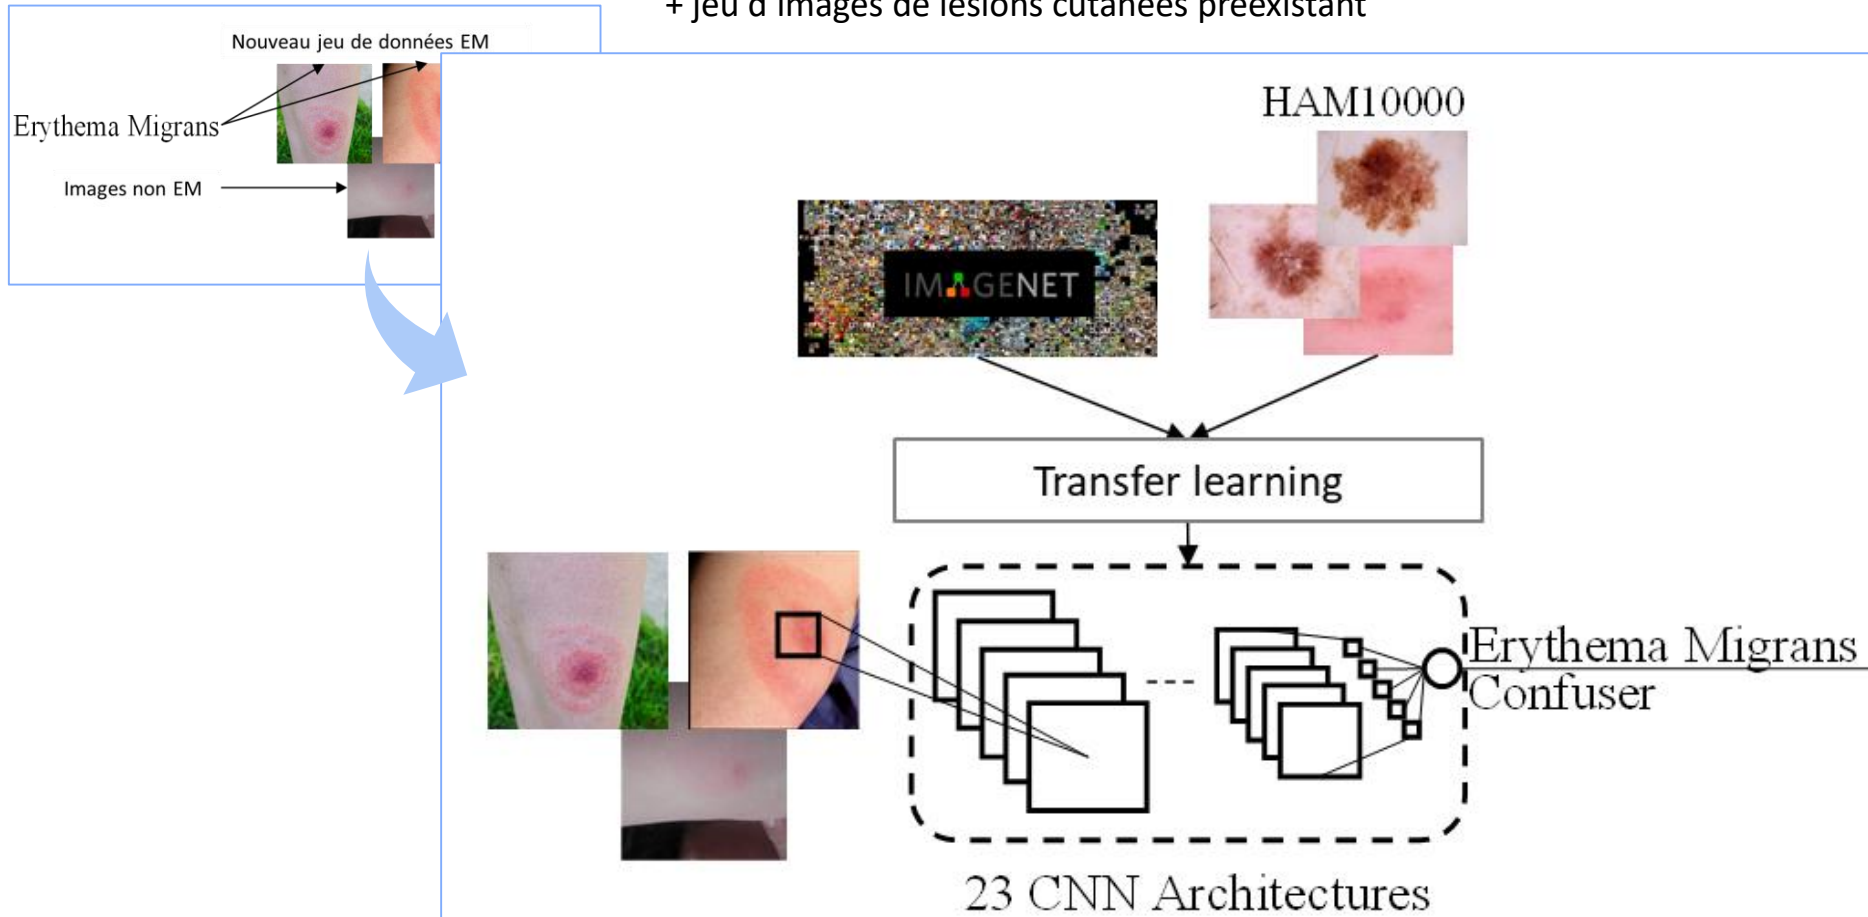 + jeu d'images de lésions cutanées préexistant
Nouveau jeu de données EM
Erythema Migrans
Images non EM
HAM10000
IMAGENET
Transfer learning
Erythema Migrans
Confuser
23 CNN Architectures